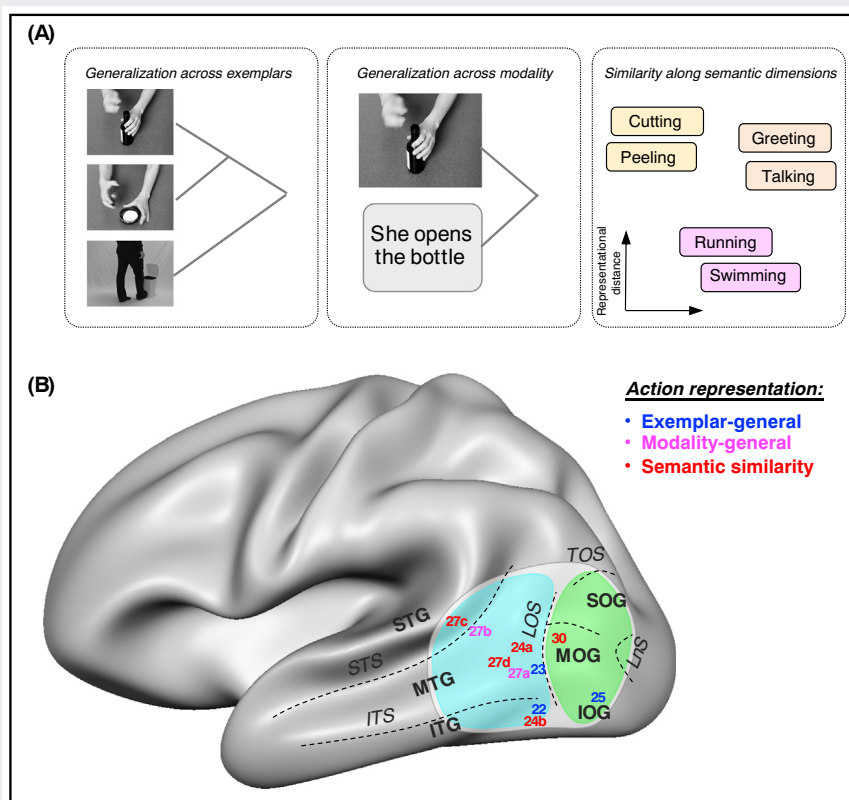 (A)
Generalization across exemplars
Generalization across modality
She opens
the bottle
Similarity along semantic dimensions
Cutting
Peeling
Greeting
Talking
Running
Swimming
Representational
distance
(B)
Action representation:
• Exemplar-general
• Modality-general
• Semantic similarity
TOS
SOG
STG
27c
27b
LOS
30
24a
MOG
LnS
STS
27d
27a
23
MTG
25
22
IOG
ITS
ITG
24b